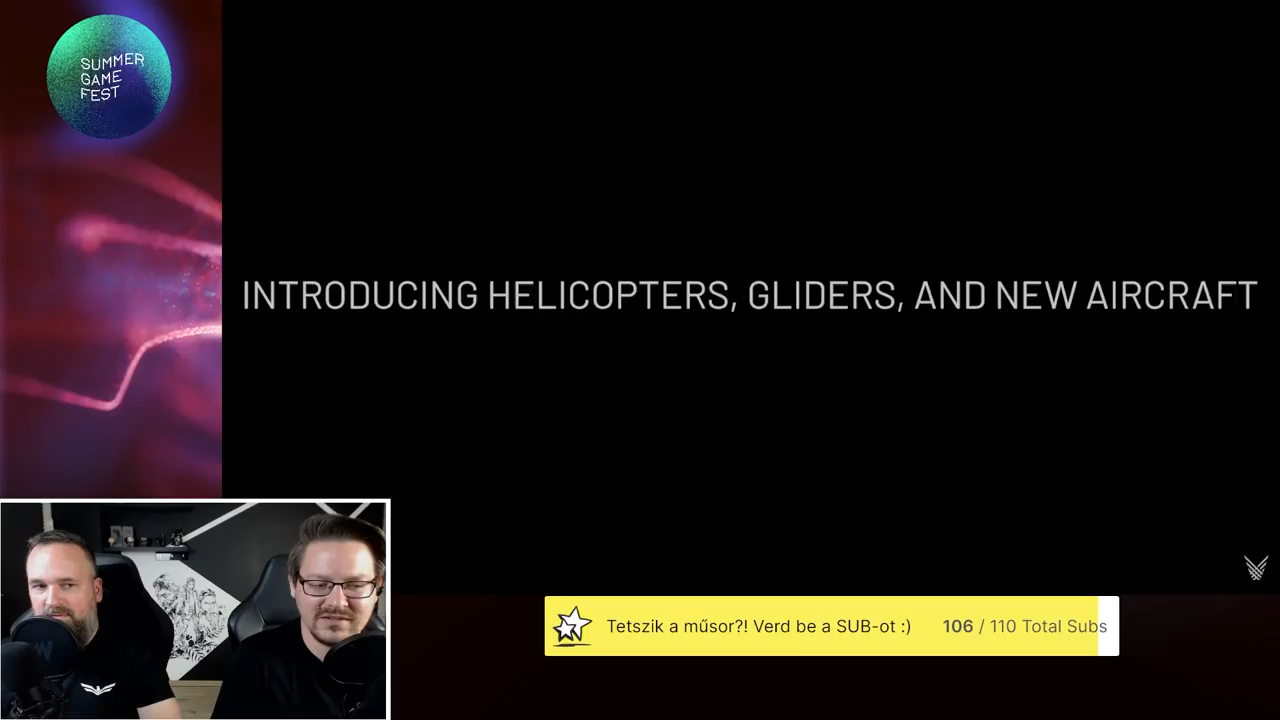 SUMMER
GAME
FEST
INTRODUCING HELICOPTERS, GLIDERS, AND NEW AIRCRAFT
Tetszik a műsor?! Verd be a SUB-ot :)
106 / 110 Total Subs